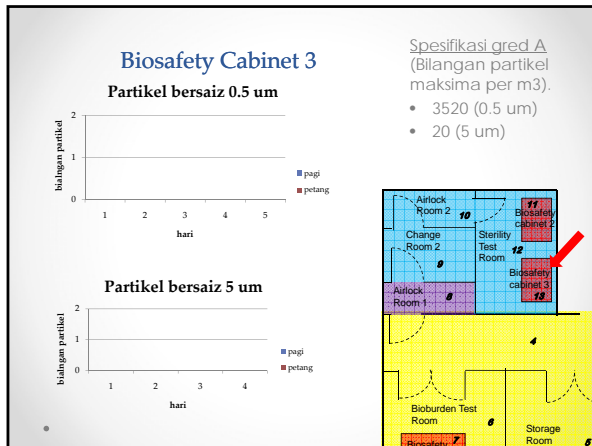 Biosafety Cabinet 3
Partikel bersaiz 0.5 um
bialngan partikel
2
1
0
1 2 3 4 5
hari
pagi
petang
Partikel bersaiz 5 um
bialngan partikel
2
1
0
1 2 3 4
hari
pagi
petang
Spesifikasi gred A
(Bilangan partikel
maksima per m3).
• 3520 (0.5 um)
• 20 (5 um)
Airlock
Room 2
10
11
Biosafety
cabinet 2
Change
Room 2
9
Sterility
Test
Room
12
Biosafety
cabinet 3
13
Airlock
Room 1
8
4
Bioburden Test
Room
6
7
Biosafety
Storage
Room
5